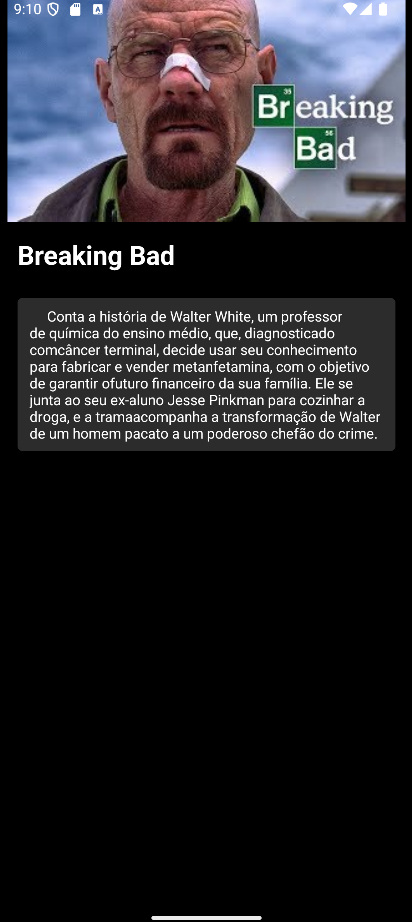 9:10
35
Breaking
56
Bad
Breaking Bad
Conta a história de Walter White, um professor
de química do ensino médio, que, diagnosticado
comcâncer terminal, decide usar seu conhecimento
para fabricar e vender metanfetamina, com o objetivo
de garantir ofuturo financeiro da sua família. Ele se
junta ao seu ex-aluno Jesse Pinkman para cozinhar a
droga, e a tramaacompanha a transformação de Walter
de um homem pacato a um poderoso chefão do crime.